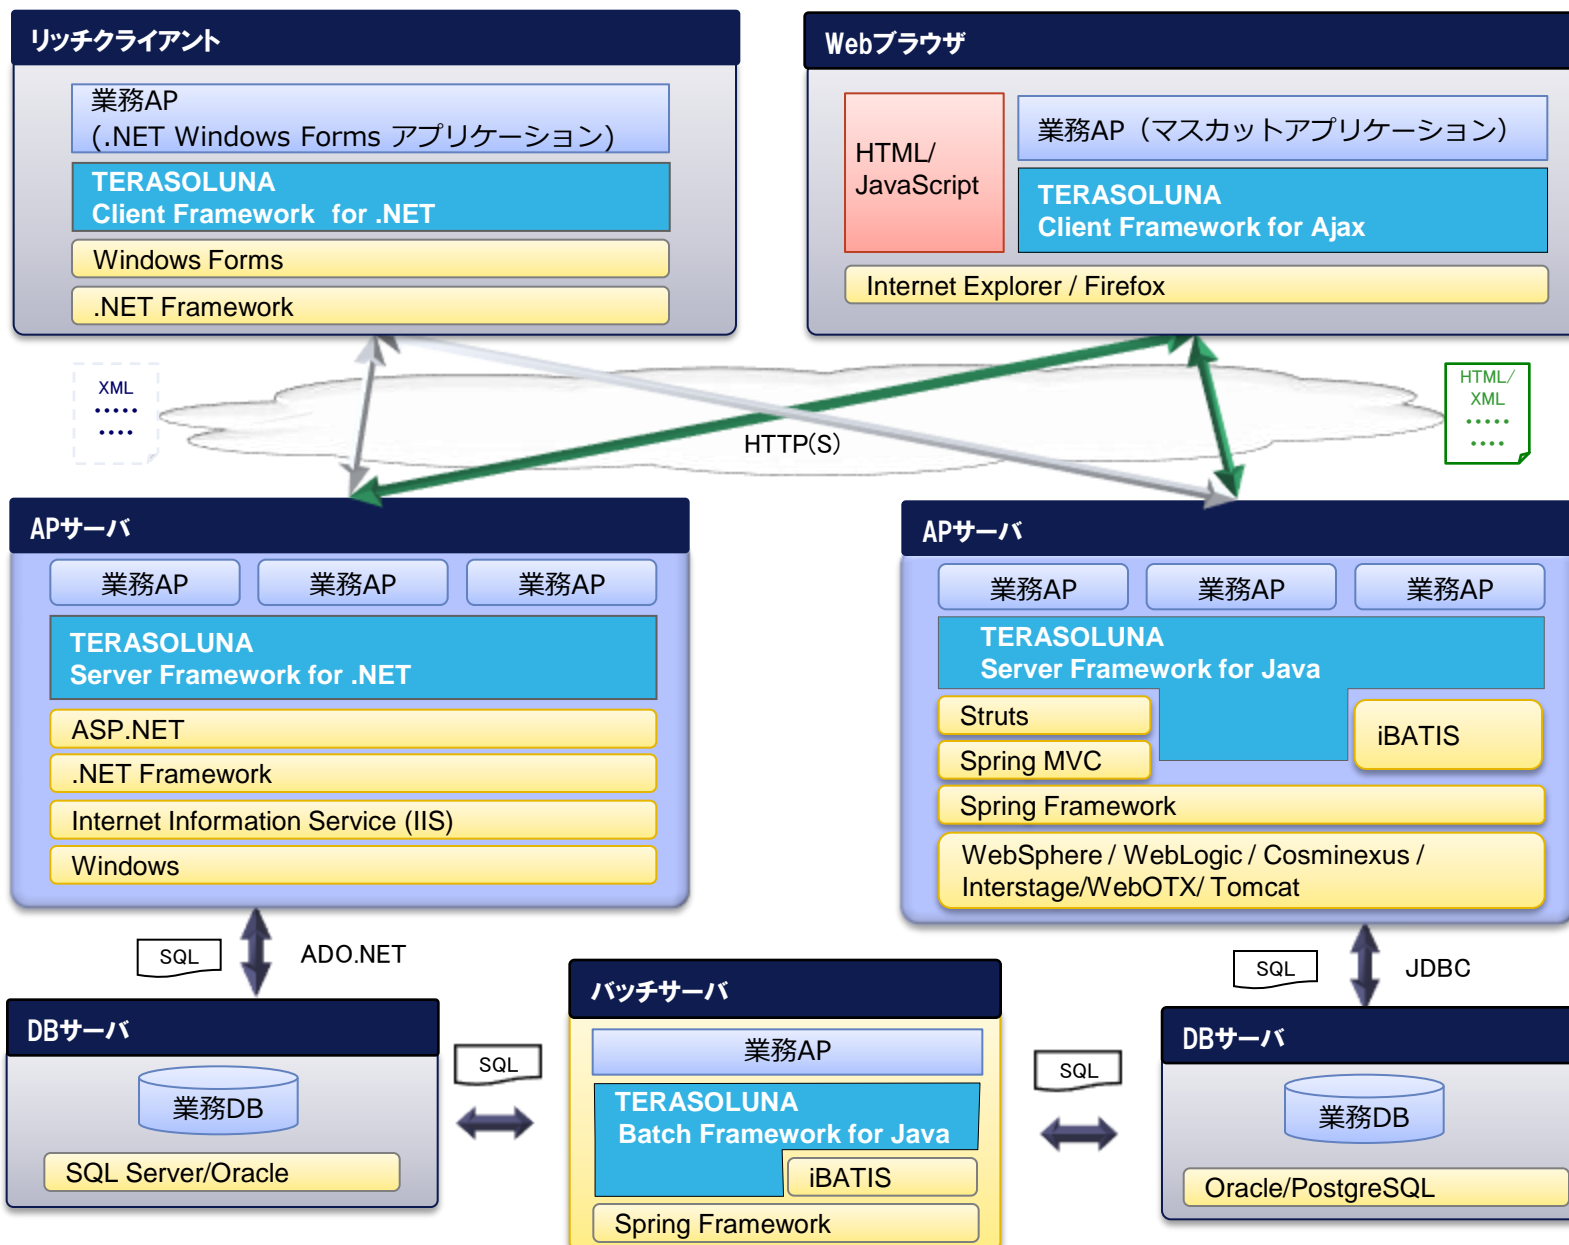 リッチクライアント
業務AP
(.NET Windows Forms アプリケーション)
TERASOLUNA
Client Framework for .NET
Windows Forms
.NET Framework
Webブラウザ
HTML/
JavaScript
業務AP（マスカットアプリケーション）
TERASOLUNA
Client Framework for Ajax
Internet Explorer / Firefox
XML
•••••
••••
HTTP(S)
HTML/
XML
•••••
••••
APサーバ
業務AP
業務AP
業務AP
TERASOLUNA
Server Framework for .NET
ASP.NET
.NET Framework
Internet Information Service (IIS)
Windows
APサーバ
業務AP
業務AP
業務AP
TERASOLUNA
Server Framework for Java
Struts
Spring MVC
iBATIS
Spring Framework
WebSphere / WebLogic / Cosminexus /
Interstage/WebOTX/ Tomcat
SQL
ADO.NET
SQL
JDBC
DBサーバ
業務DB
SQL Server/Oracle
SQL
バッチサーバ
業務AP
TERASOLUNA
Batch Framework for Java
iBATIS
Spring Framework
SQL
DBサーバ
業務DB
Oracle/PostgreSQL